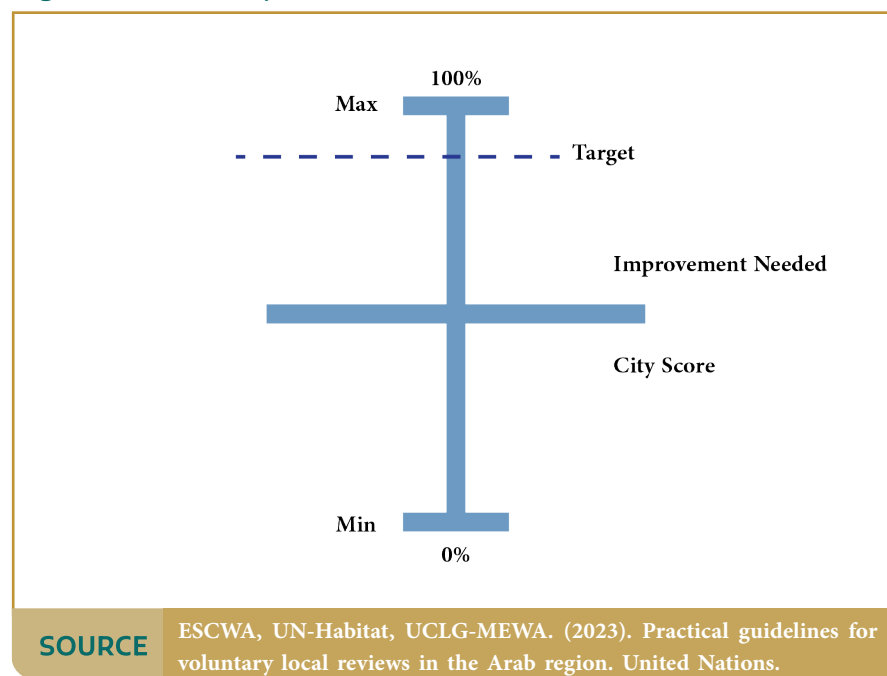 100%
Max
Target
Improvement Needed
City Score
Min
0%
SOURCE
ESCWA, UN-Habitat, UCLG-MEWA. (2023). Practical guidelines for
voluntary local reviews in the Arab region. United Nations.